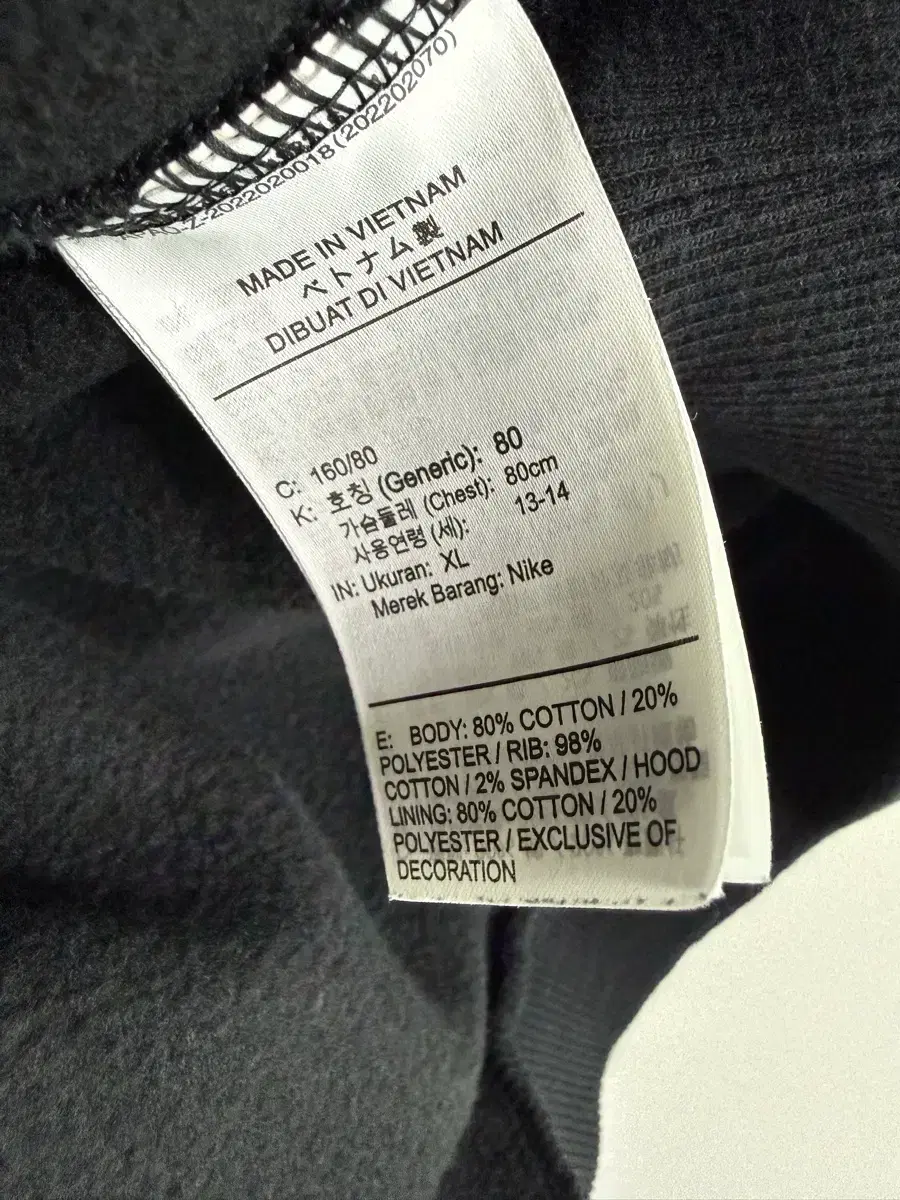 Z-2022020018(202202070)
MADE IN VIETNAM
ベトナム製
DIBUAT DI VIETNAM
C: 160/80
K: 호칭 (Generic): 80
가슴둘레 (Chest): 80cm
사용연령 (세): 13-14
IN: Ukuran: XL
Merek Barang: Nike
E: BODY: 80% COTTON / 20%
POLYESTER / RIB: 98%
COTTON / 2% SPANDEX / HOOD
LINING: 80% COTTON / 20%
POLYESTER / EXCLUSIVE OF
DECORATION